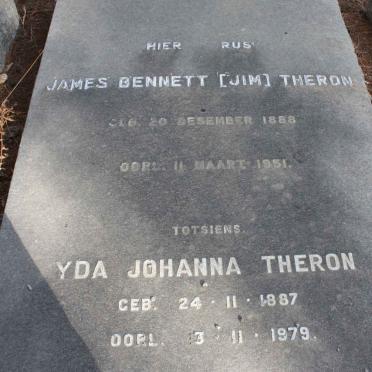 HIER RUS
JAMES BENNETT [JIM] THERON
GEB. 20 DESEMBER 1888
OORL. 11 MAART 1951.
TOTSIENS
YDA JOHANNA THERON
GEB. 24 · 11 · 1887
OORL. 3 · 11 · 1979.